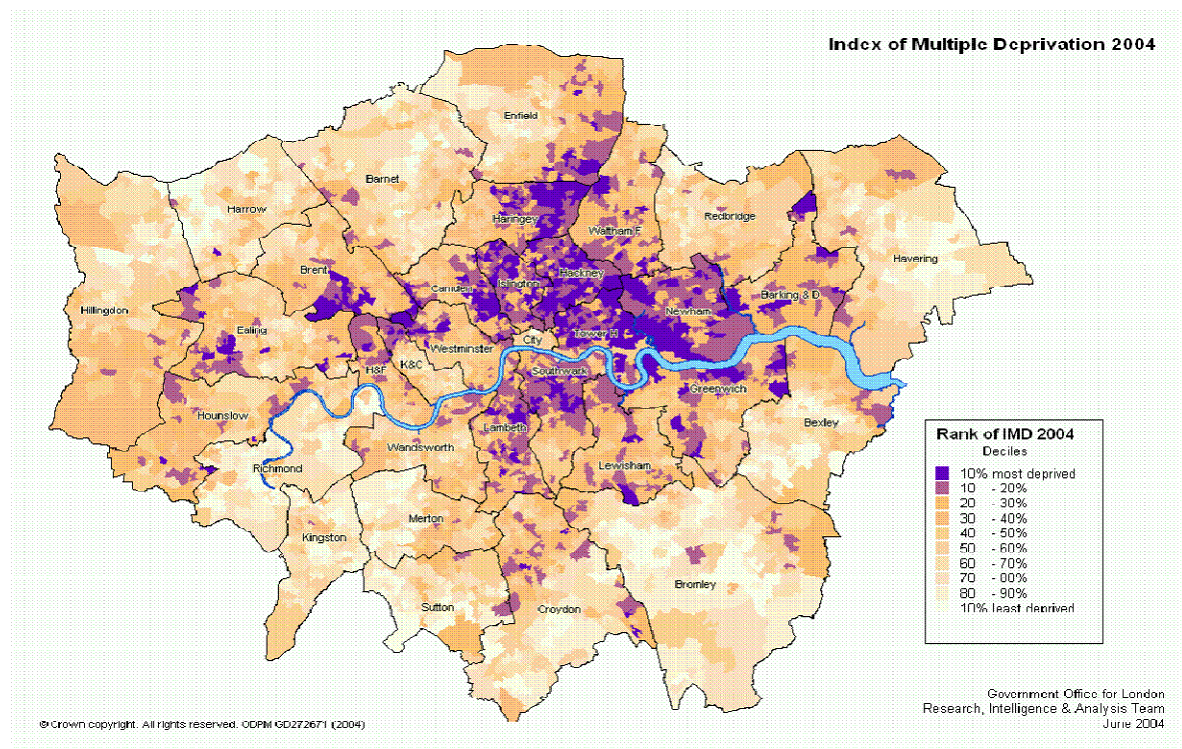 Index of Multiple Deprivation 2004
Enfield
Barnet
Harrow
Haringey
Redbridge
Waltham F
Havering
Brent
Hackney
Camden
Islington
Hillingdon
Barking & D
Newham
Ealing
Tower H
City
Westminster
K&C
H&F
Southwark
Greenwich
Hounslow
Bexley
Lambeth
Wandsworth
Richmond
Lewisham
Merton
Kingston
Bromley
Sutton
Croydon
Rank of IMD 2004
Deciles
10% most deprived
10 - 20%
20 - 30%
30 - 40%
40 - 50%
50 - 60%
60 - 70%
70 - 00%
80 - 90%
10% least deprived
Government Office for London
Research, Intelligence & Analysis Team
June 2004
© Crown copyright. All rights reserved. ODPM GD272671 (2004)